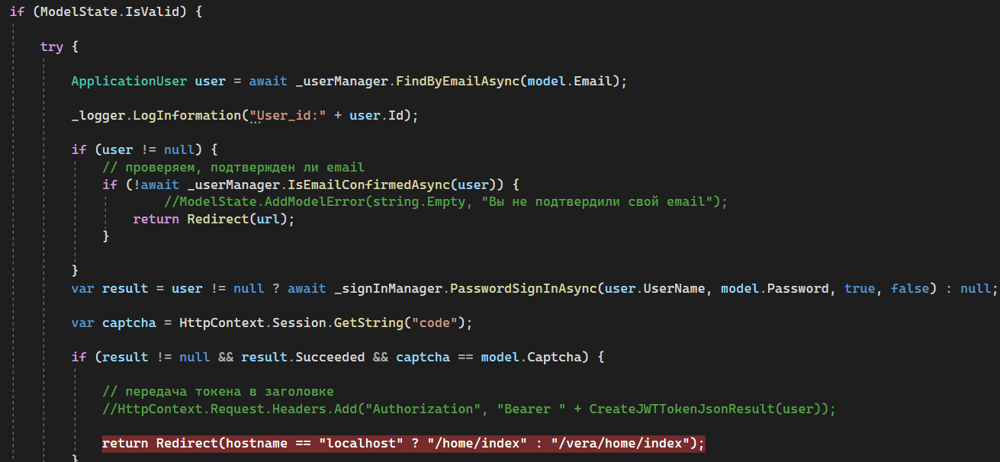 if (ModelState.IsValid) {
try {
ApplicationUser user = await _userManager.FindByEmailAsync(model.Email);
_logger.LogInformation("User_id:" + user.Id);
if (user != null) {
// проверяем, подтвержден ли email
if (!await _userManager.IsEmailConfirmedAsync(user)) {
//ModelState.AddModelError(string.Empty, "Вы не подтвердили свой email");
return Redirect(url);
}
}
var result = user != null ? await _signInManager.PasswordSignInAsync(user.UserName, model.Password, true, false) : null;
var captcha = HttpContext.Session.GetString("code");
if (result != null && result.Succeeded && captcha == model.Captcha) {
// передача токена в заголовке
//HttpContext.Request.Headers.Add("Authorization", "Bearer " + CreateJWTTokenJsonResult(user));
return Redirect(hostname == "localhost" ? "/home/index" : "/vera/home/index");
}